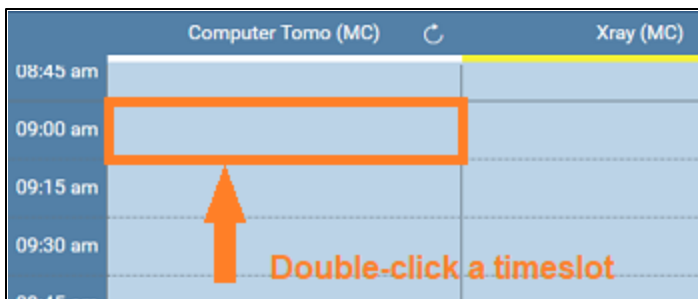 Computer Tomo (MC) Xray (MC)
08:45 am
09:00 am
09:15 am
09:30 am
Double-click a timeslot